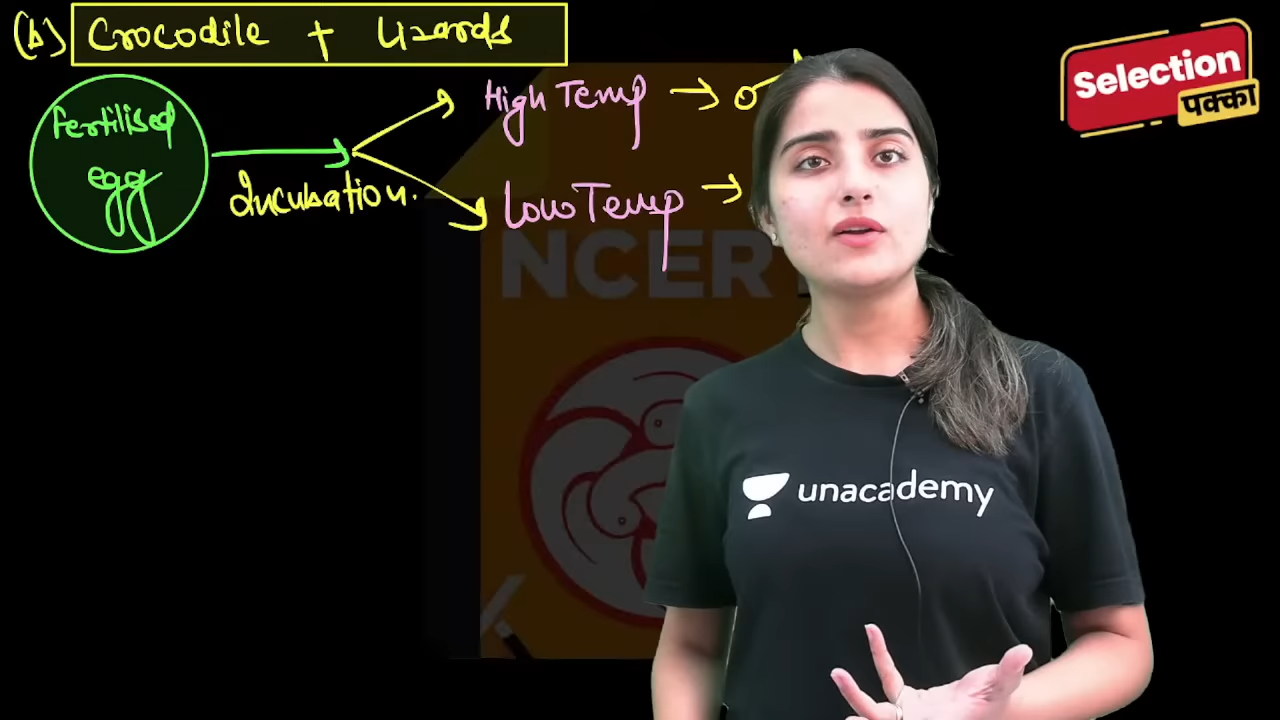 (b) Crocodile + Lizards
fertilised
egg
Incubation.
High Temp → ♂
Low Temp →
NCERT
Selection
पक्का
unacademy